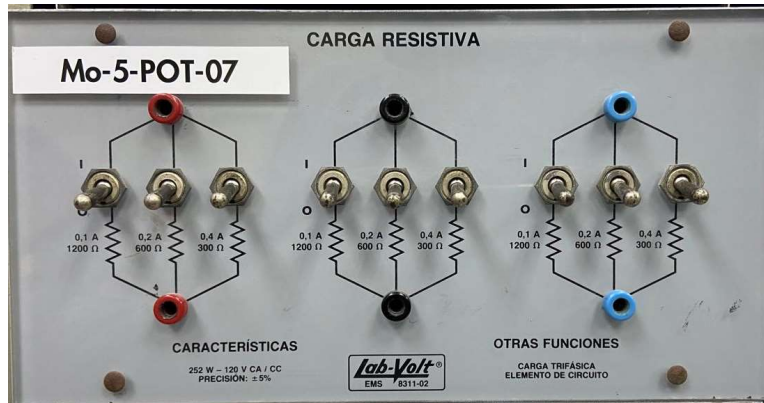 CARGA RESISTIVA
Mo-5-POT-07
I
I
I
O
O
O
0,1 A
1200 Ω
0,2 A
600 Ω
0,4 A
300 Ω
0,1 A
1200 Ω
0,2 A
600 Ω
0,4 A
300 Ω
0,1 A
1200 Ω
0,2 A
600 Ω
0,4 A
300 Ω
CARACTERÍSTICAS
252 W – 120 V CA / CC
PRECISIÓN: ± 5%
Lab-Volt®
EMS 8311-02
OTRAS FUNCIONES
CARGA TRIFÁSICA
ELEMENTO DE CIRCUITO